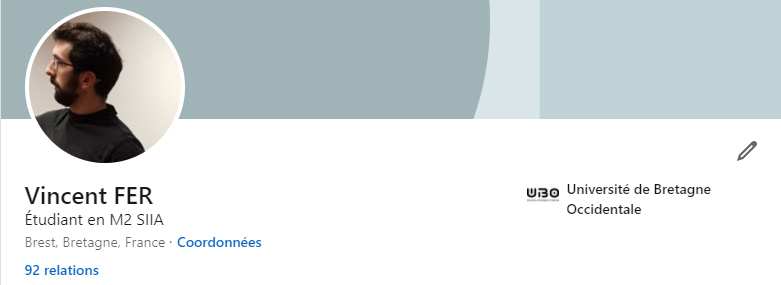 Vincent FER
Étudiant en M2 SIIA
Brest, Bretagne, France · Coordonnées
92 relations
UBO
Université de Bretagne
Occidentale